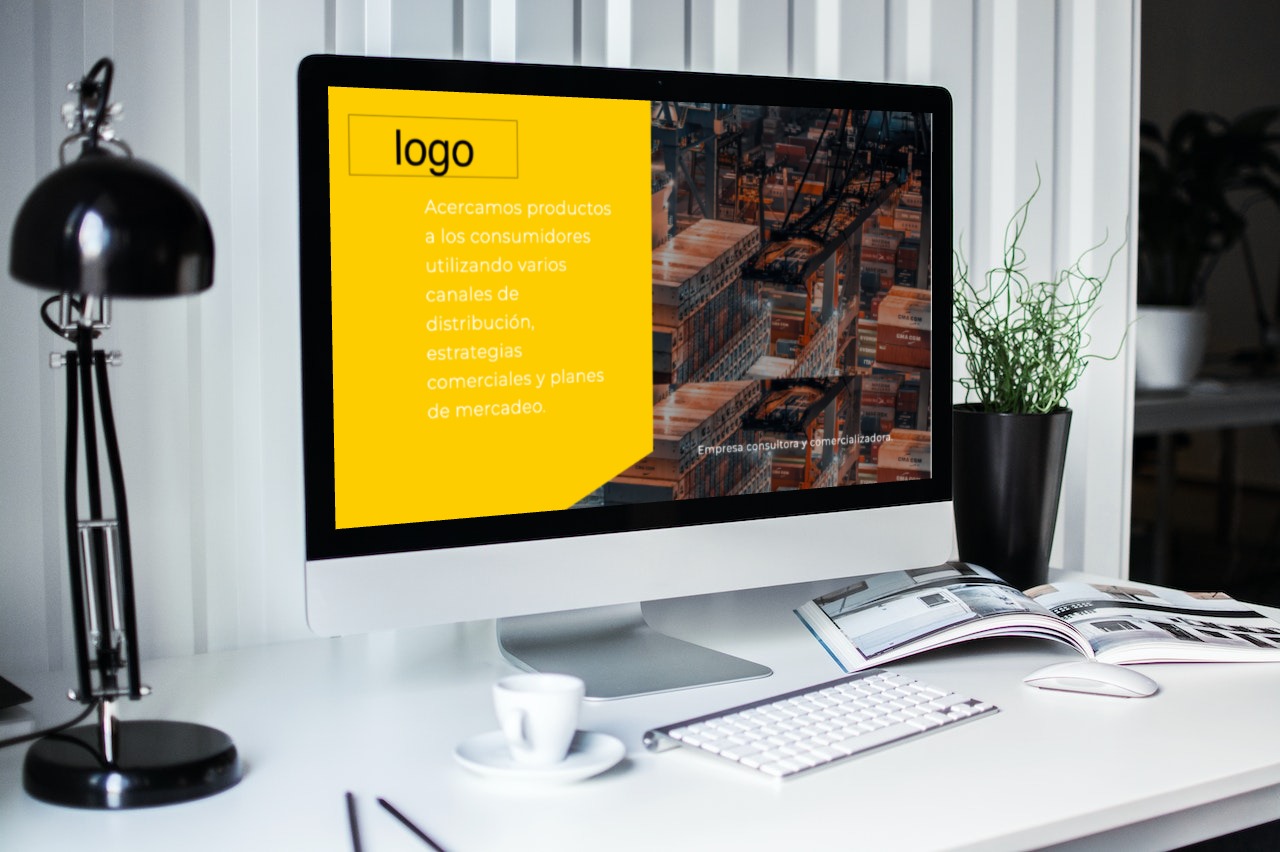 logo
Acercamos productos
a los consumidores
utilizando varios
canales de
distribución,
estrategias
comerciales y planes
de mercadeo.
Empresa consultora y comercializadora.